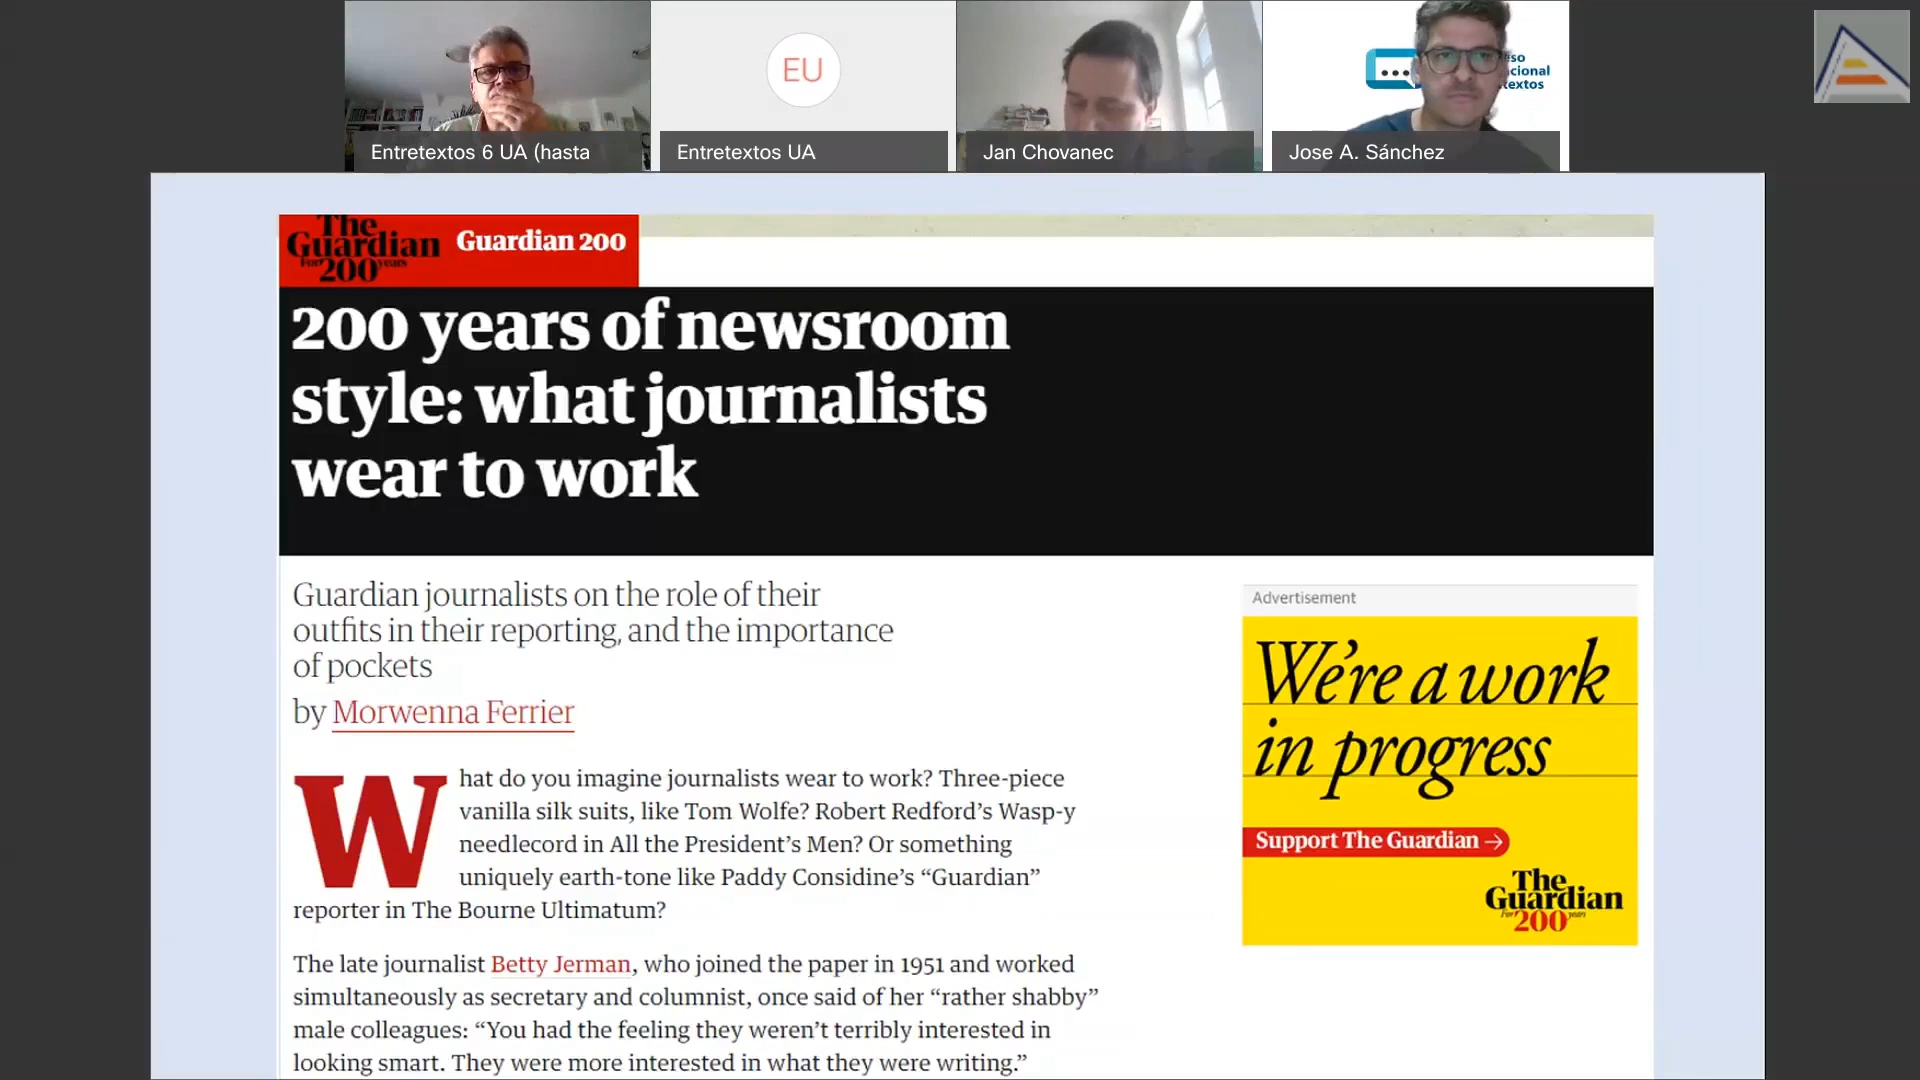 EU
iso
cional
textos
Entretextos 6 UA (hasta
Entretextos UA
Jan Chovanec
Jose A. Sánchez
The
Guardian
For 200 years
Guardian 200
200 years of newsroom
style: what journalists
wear to work
Guardian journalists on the role of their
outfits in their reporting, and the importance
of pockets
by Morwenna Ferrier
What do you imagine journalists wear to work? Three-piece
vanilla silk suits, like Tom Wolfe? Robert Redford’s Wasp-y
needlecord in All the President’s Men? Or something
uniquely earth-tone like Paddy Considine’s “Guardian”
reporter in The Bourne Ultimatum?
The late journalist Betty Jerman, who joined the paper in 1951 and worked
simultaneously as secretary and columnist, once said of her “rather shabby”
male colleagues: “You had the feeling they weren’t terribly interested in
looking smart. They were more interested in what they were writing.”
Advertisement
We’re a work
in progress
Support The Guardian →
The
Guardian
For 200 years